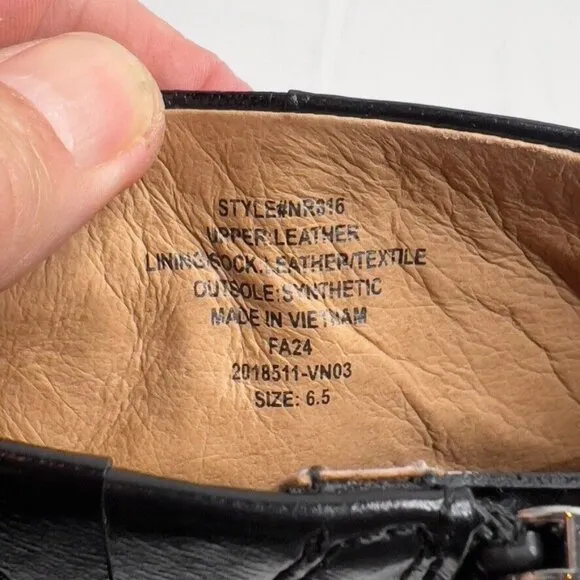 STYLE#NR816
UPPER:LEATHER
LINING/SOCK:LEATHER/TEXTILE
OUTSOLE:SYNTHETIC
MADE IN VIETNAM
FA24
2018511-VN03
SIZE: 6.5